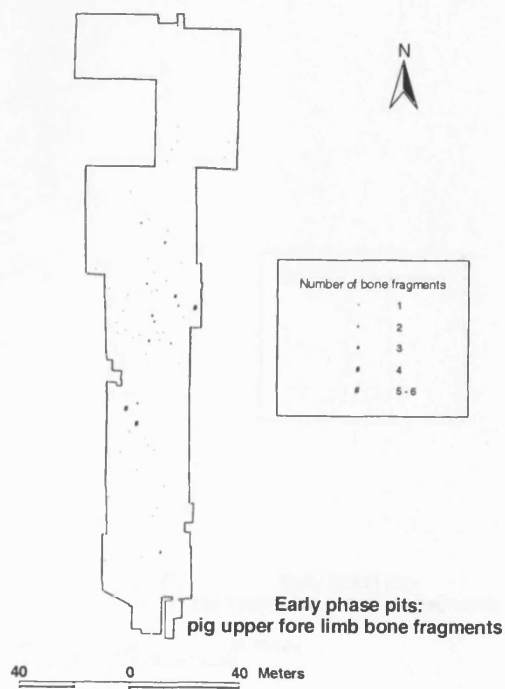 N
Number of bone fragments
1
2
3
4
5 - 6
Early phase pits:
pig upper fore limb bone fragments
40 0 40 Meters